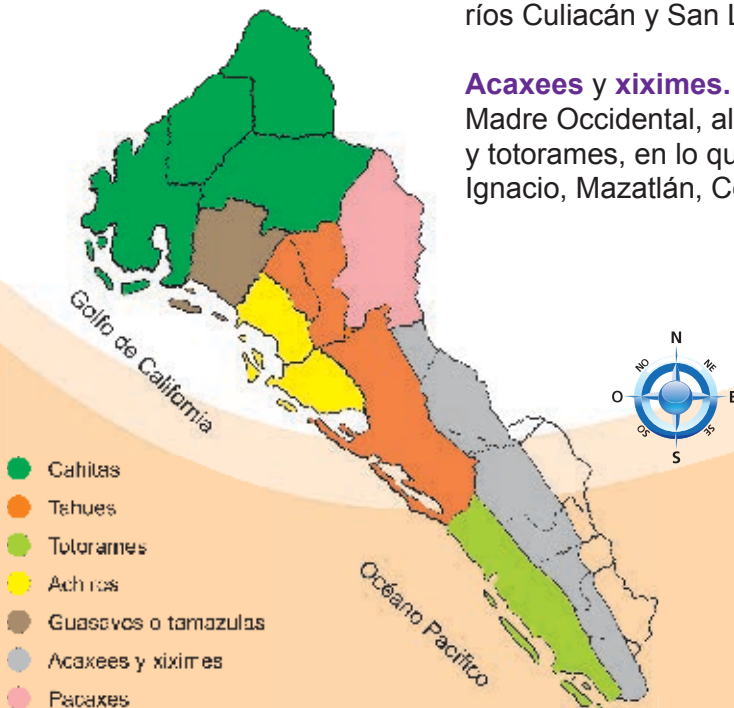 ríos Culiacán y San L
Acaxees y xiximes.
Madre Occidental, al
y totorames, en lo qu
Ignacio, Mazatlán, Co
Golfo de California
N
NO
NE
O
E
SO
SE
S
Cahitas
Tahues
Totorames
Guasaves o tamazulas
Acaxees y xiximes
Pacaxes
Océano Pacífico